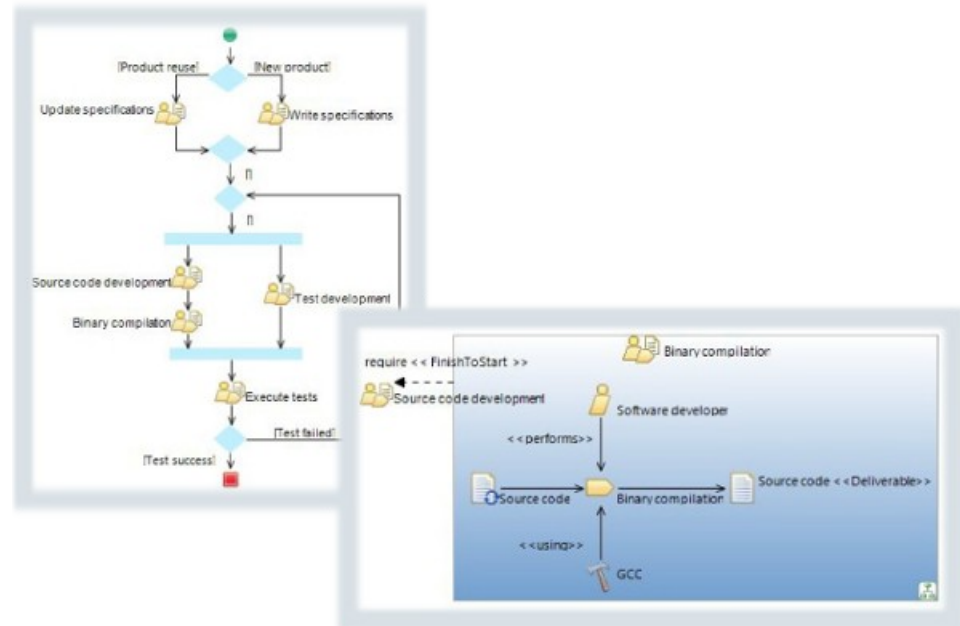 [Product reuse]
[New product]
Update specifications
Write specifications
[]
[]
Source code development
Test development
Binary compilation
Execute tests
[Test failed]
[Test success]
Binary compilation
require << FinishToStart >>
Source code development
Software developer
<<performs>>
Source code
Binary compilation
Source code <<Deliverable>>
<<using>>
GCC